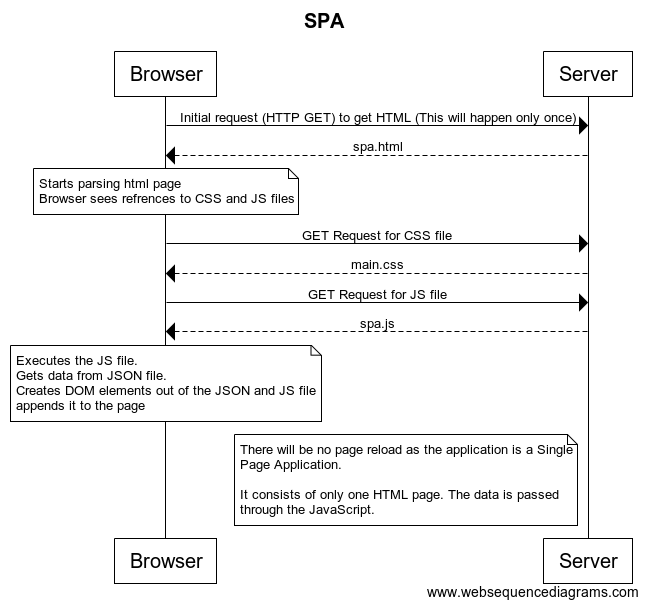 SPA
Browser
Server
Initial request (HTTP GET) to get HTML (This will happen only once)
spa.html
Starts parsing html page
Browser sees refrences to CSS and JS files
GET Request for CSS file
main.css
GET Request for JS file
spa.js
Executes the JS file.
Gets data from JSON file.
Creates DOM elements out of the JSON and JS file
appends it to the page
There will be no page reload as the application is a Single
Page Application.
It consists of only one HTML page. The data is passed
through the JavaScript.
Browser
Server
www.websequencediagrams.com